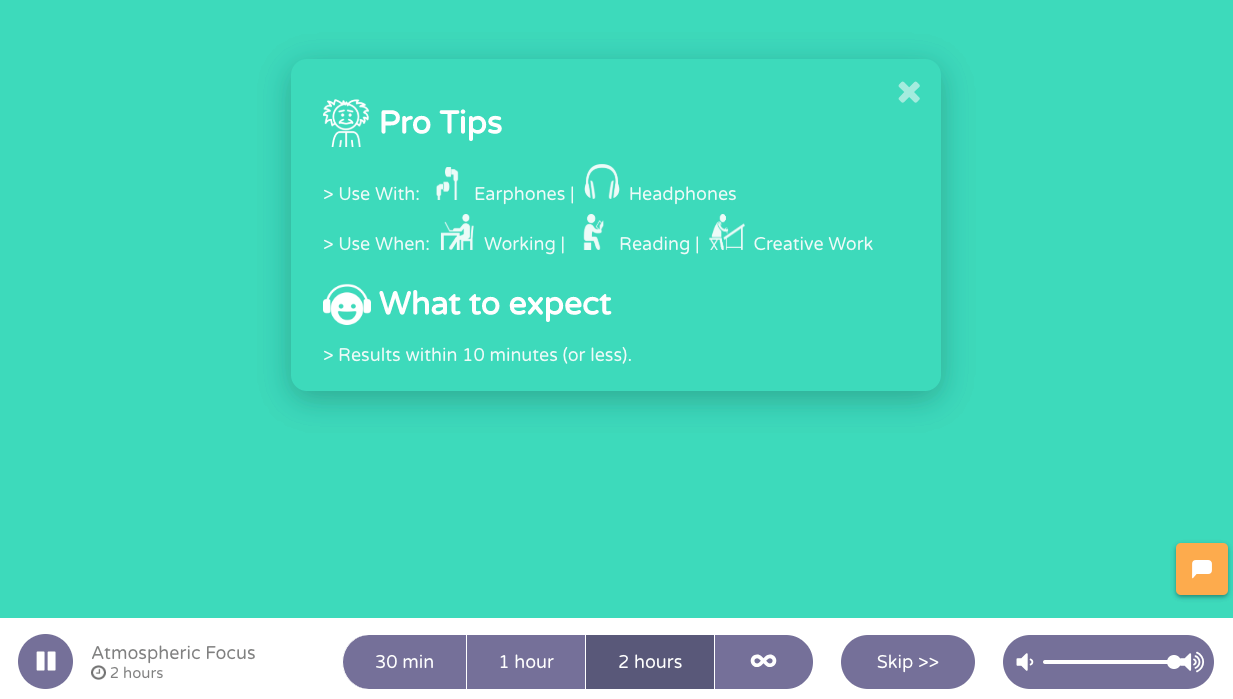 Pro Tips
> Use With: Earphones | Headphones
> Use When: Working | Reading | Creative Work
What to expect
> Results within 10 minutes (or less).
Atmospheric Focus
2 hours
30 min
1 hour
2 hours
Skip >>